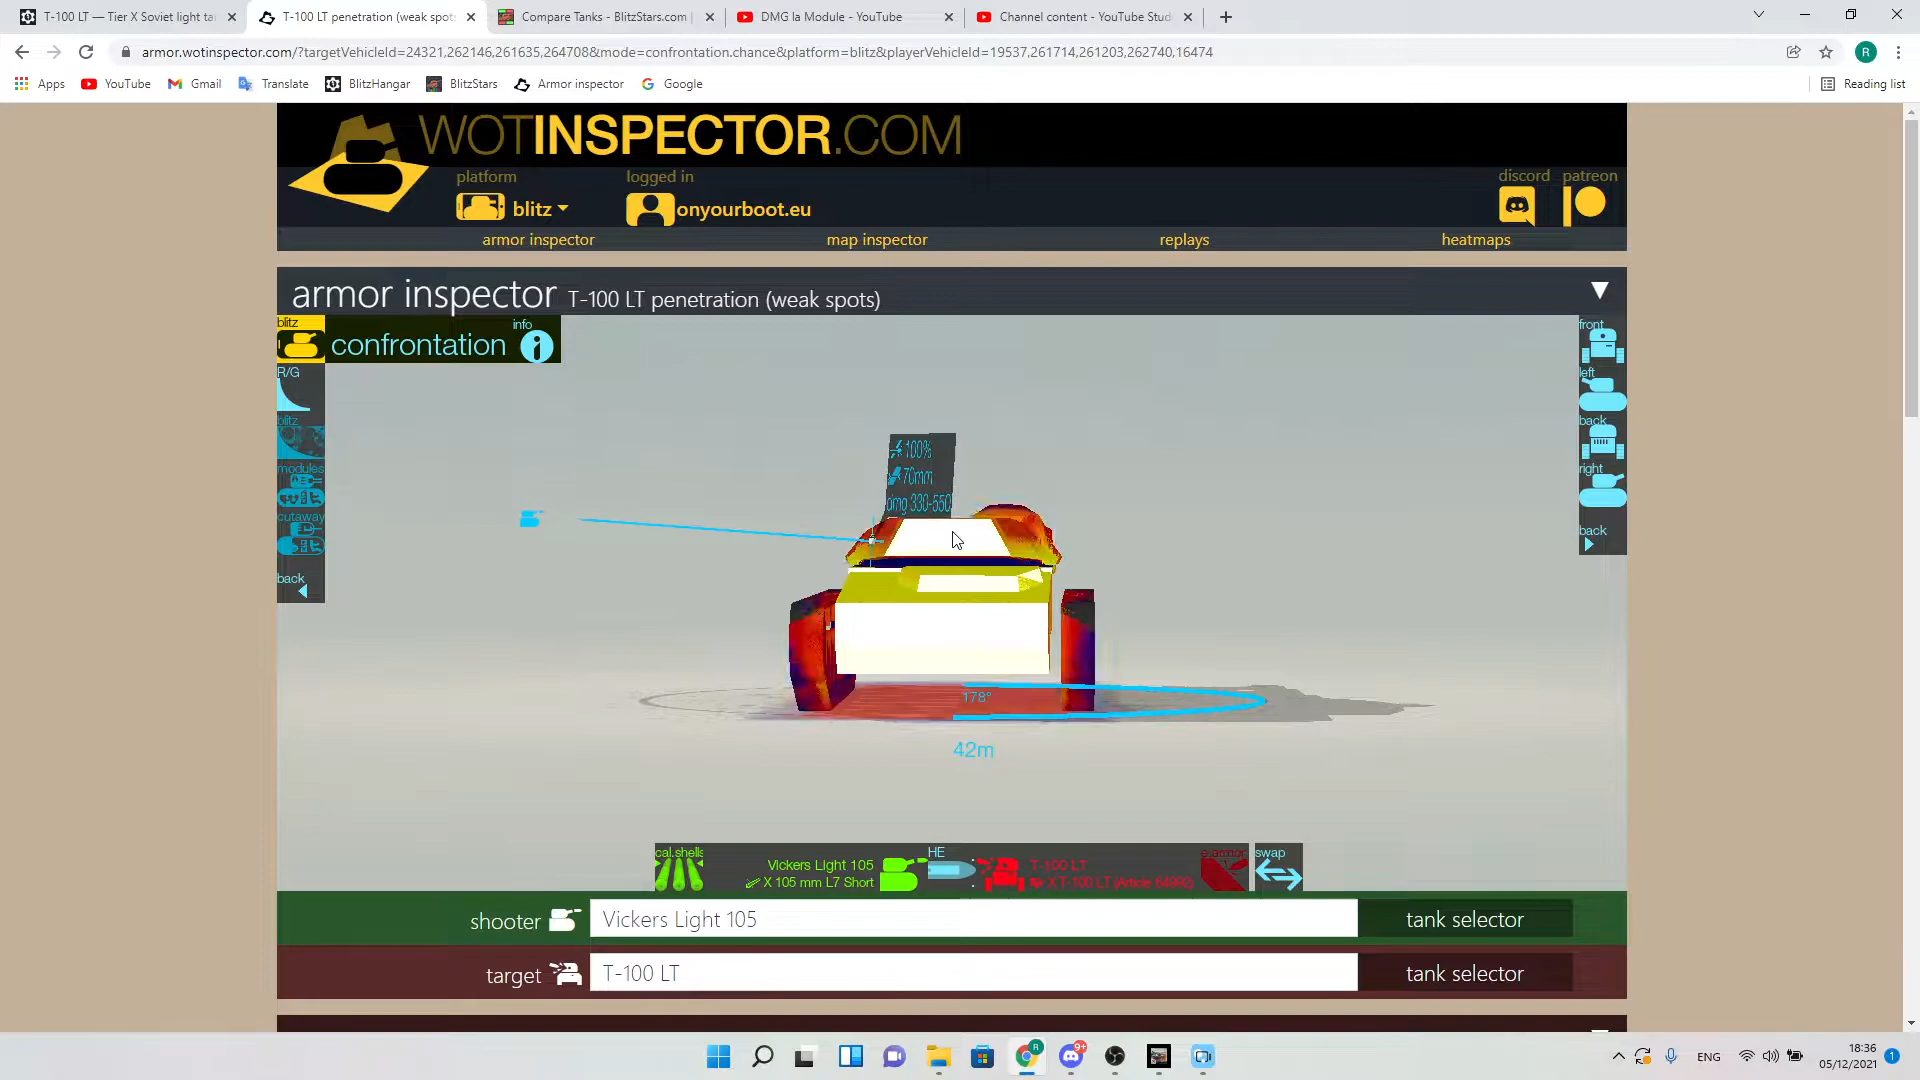 T-100 LT — Tier X Soviet light ta
T-100 LT penetration (weak spots
Compare Tanks - BlitzStars.com |
DMG la Module - YouTube
Channel content - YouTube Stud
armor.wotinspector.com/?targetVehicleId=24321,262146,261635,264708&mode=confrontation.chance&platform=blitz&playerVehicleId=19537,261714,261203,262740,16474
R
Apps
YouTube
Gmail
Translate
BlitzHangar
BlitzStars
Armor inspector
Google
Reading list
WOTINSPECTOR.COM
platform
blitz
logged in
onyourboot.eu
discord
patreon
armor inspector
map inspector
replays
heatmaps
armor inspector T-100 LT penetration (weak spots)
blitz
confrontation
info
R/G
blitz
modules
cutaway
back
front
left
back
right
back
100%
70mm
dmg 330-550
178°
42m
cal.shells
Vickers Light 105
X 105 mm L7 Short
HE
T-100 LT
X T-100 LT
swap
shooter
Vickers Light 105
tank selector
target
T-100 LT
tank selector
R
9+
ENG
18:36
05/12/2021
1